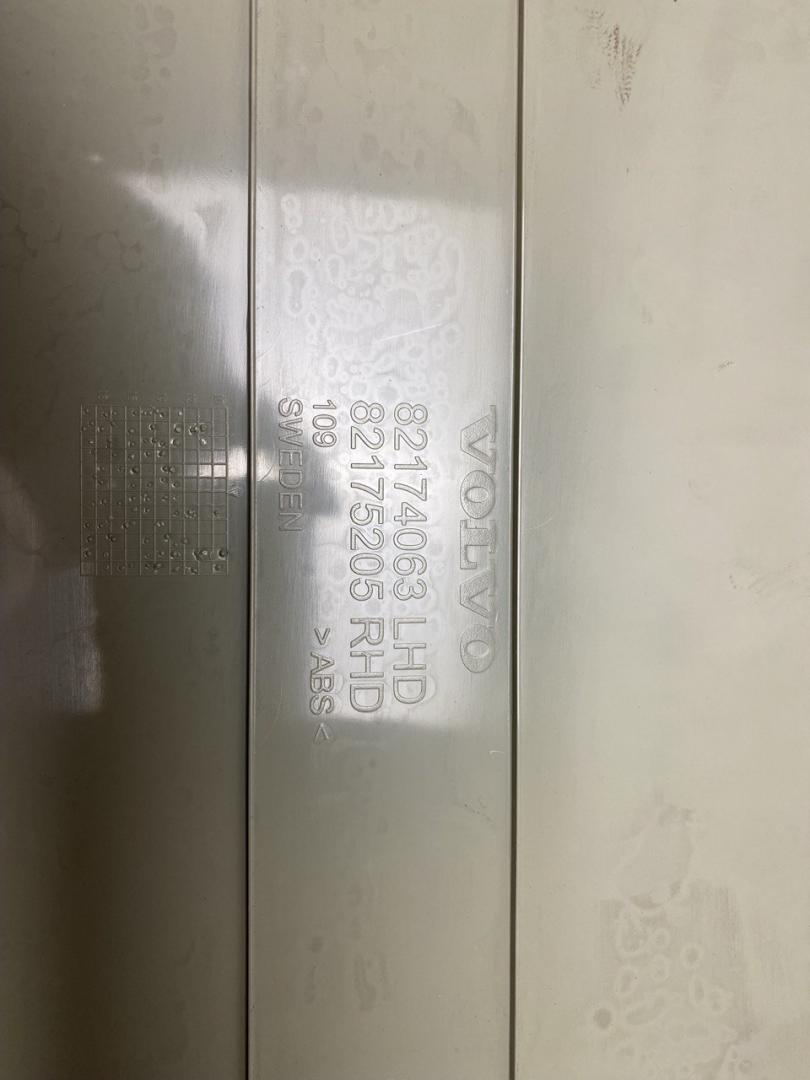 VOLVO
82174063 LHD
82175205 RHD
109 >ABS<
SWEDEN